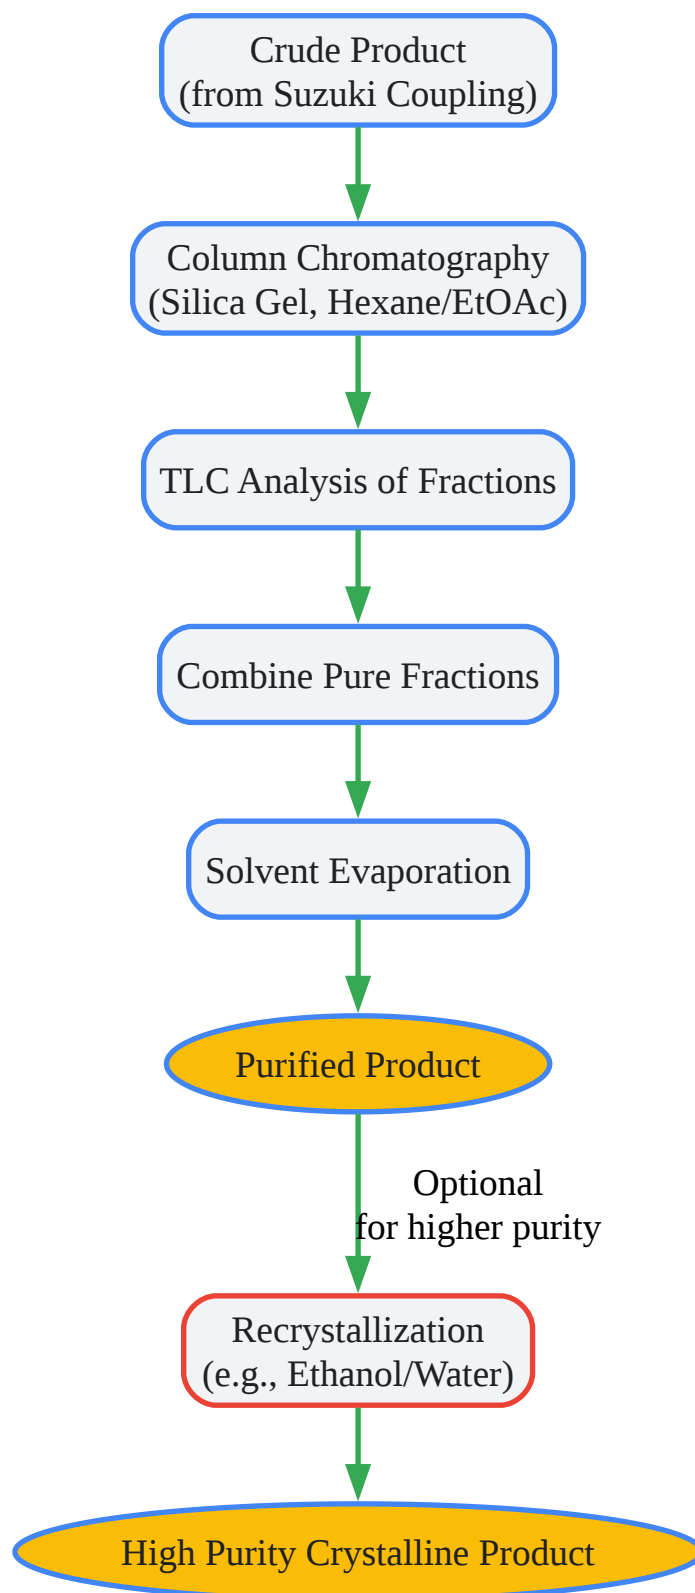 Crude Product
(from Suzuki Coupling)
Column Chromatography
(Silica Gel, Hexane/EtOAc)
TLC Analysis of Fractions
Combine Pure Fractions
Solvent Evaporation
Purified Product
Optional
for higher purity
Recrystallization
(e.g., Ethanol/Water)
High Purity Crystalline Product